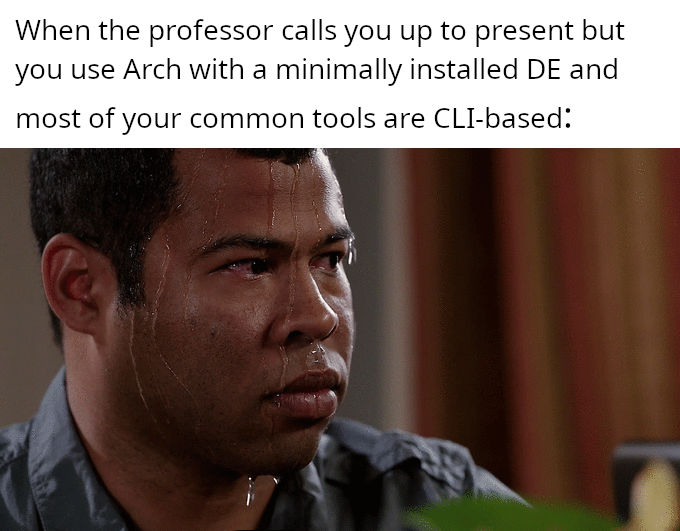 When the professor calls you up to present but
you use Arch with a minimally installed DE and
most of your common tools are CLI-based: